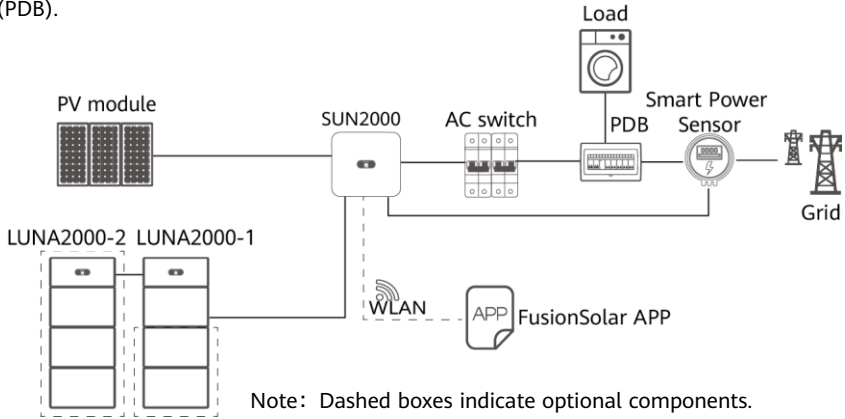 (PDB).
Load
PV module
SUN2000
AC switch
PDB
Smart Power
Sensor
Grid
LUNA2000-2 LUNA2000-1
WLAN
APP
FusionSolar APP
Note: Dashed boxes indicate optional components.